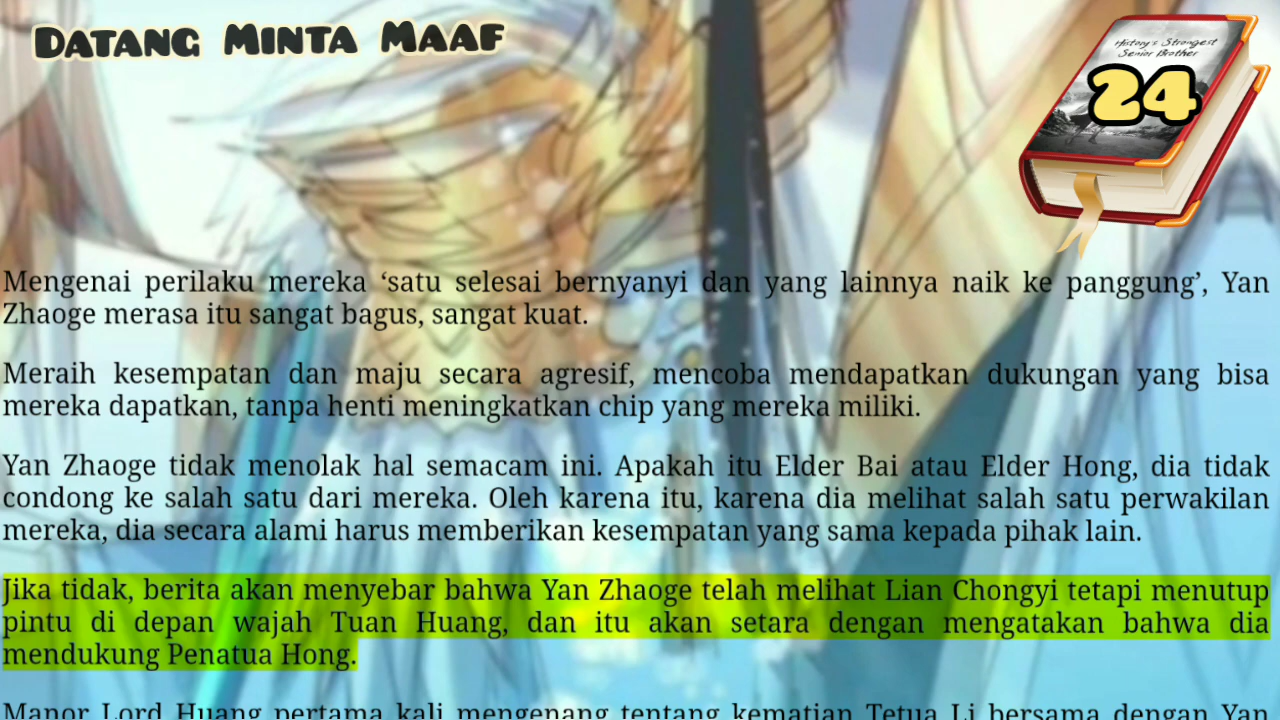 Datang Minta Maaf
History's Strongest
Senior Brother
24
Mengenai perilaku mereka ‘satu selesai bernyanyi dan yang lainnya naik ke panggung’, Yan
Zhaoge merasa itu sangat bagus, sangat kuat.
Meraih kesempatan dan maju secara agresif, mencoba mendapatkan dukungan yang bisa
mereka dapatkan, tanpa henti meningkatkan chip yang mereka miliki.
Yan Zhaoge tidak menolak hal semacam ini. Apakah itu Elder Bai atau Elder Hong, dia tidak
condong ke salah satu dari mereka. Oleh karena itu, karena dia melihat salah satu perwakilan
mereka, dia secara alami harus memberikan kesempatan yang sama kepada pihak lain.
Jika tidak, berita akan menyebar bahwa Yan Zhaoge telah melihat Lian Chongyi tetapi menutup
pintu di depan wajah Tuan Huang, dan itu akan setara dengan mengatakan bahwa dia
mendukung Penatua Hong.
Manor Lord Huang pertama kali mengenang tentang kematian Tetua Li bersama dengan Yan